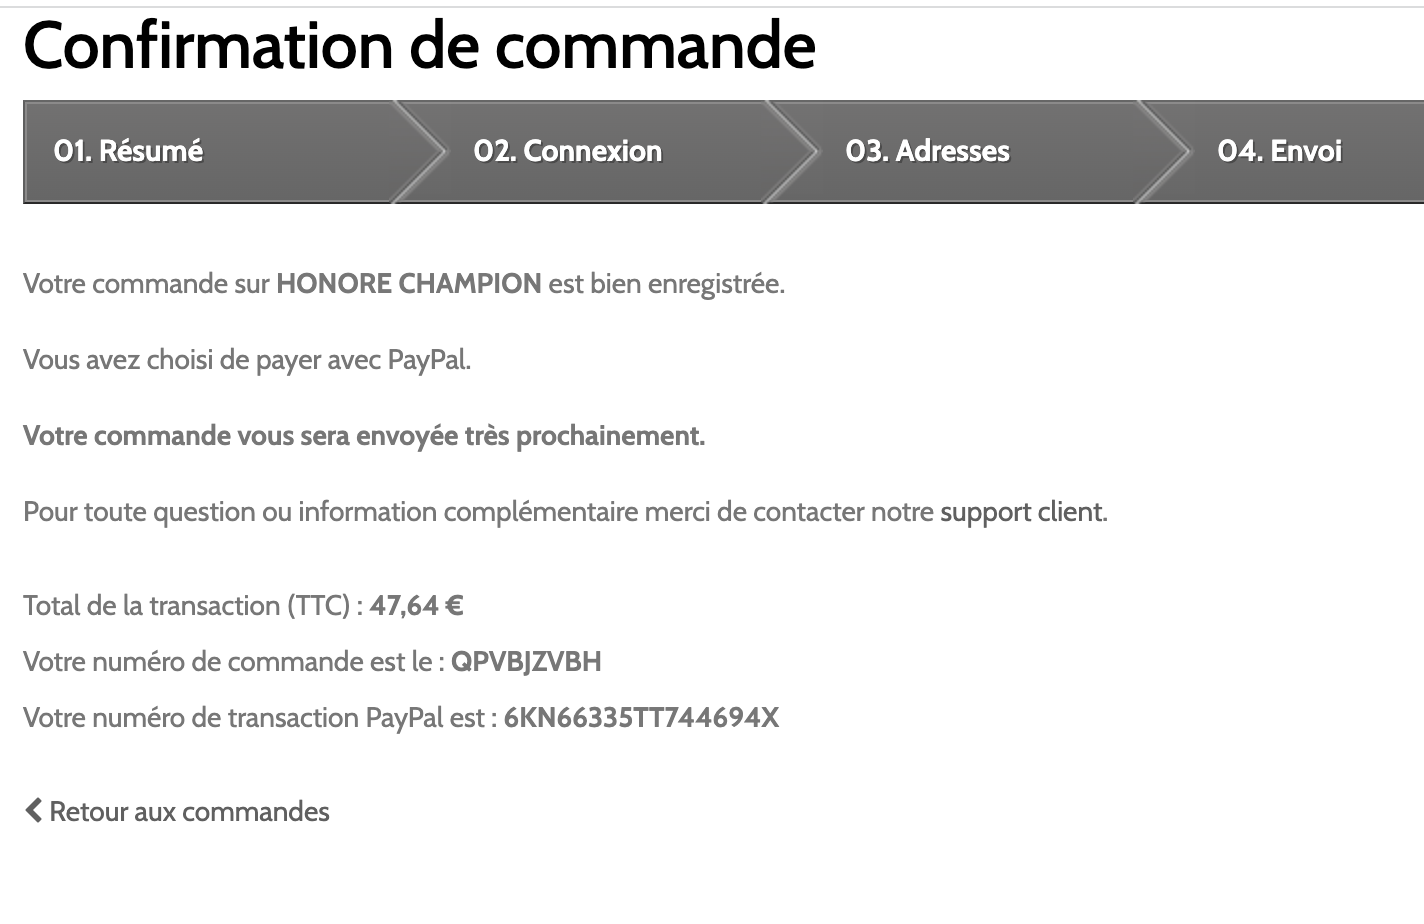 Confirmation de commande
01. Résumé
02. Connexion
03. Adresses
04. Envoi
Votre commande sur HONORE CHAMPION est bien enregistrée.
Vous avez choisi de payer avec PayPal.
Votre commande vous sera envoyée très prochainement.
Pour toute question ou information complémentaire merci de contacter notre support client.
Total de la transaction (TTC) : 47,64 €
Votre numéro de commande est le : QPVBJZVBH
Votre numéro de transaction PayPal est : 6KN66335TT744694X
Retour aux commandes